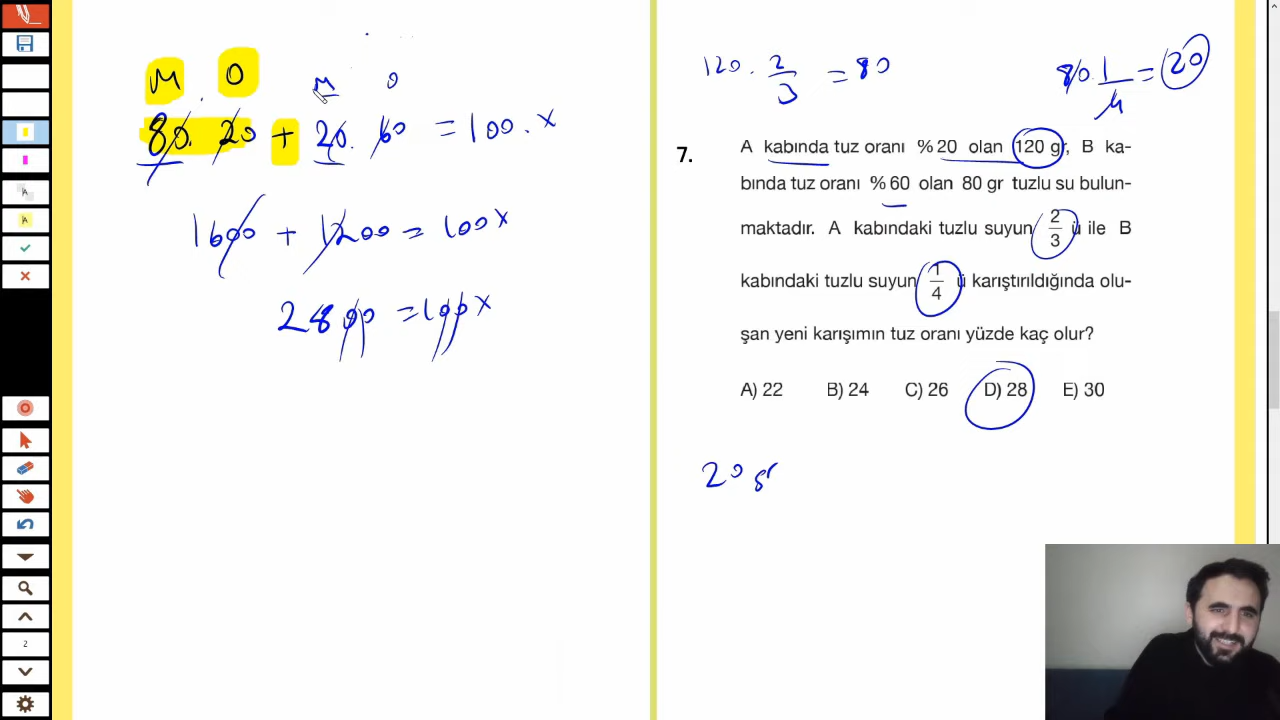 M O
M O
80. 20 + 20. 60 = 100. x
1600 + 1200 = 100x
2800 = 100x
120. 2/3 = 80
80. 1/4 = 20
7. A kabında tuz oranı %20 olan 120 gr, B ka-
bında tuz oranı %60 olan 80 gr tuzlu su bulun-
maktadır. A kabındaki tuzlu suyun 2/3 ü ile B
kabındaki tuzlu suyun 1/4 ü karıştırıldığında olu-
şan yeni karışımın tuz oranı yüzde kaç olur?
A) 22 B) 24 C) 26 D) 28 E) 30
20 gr
2